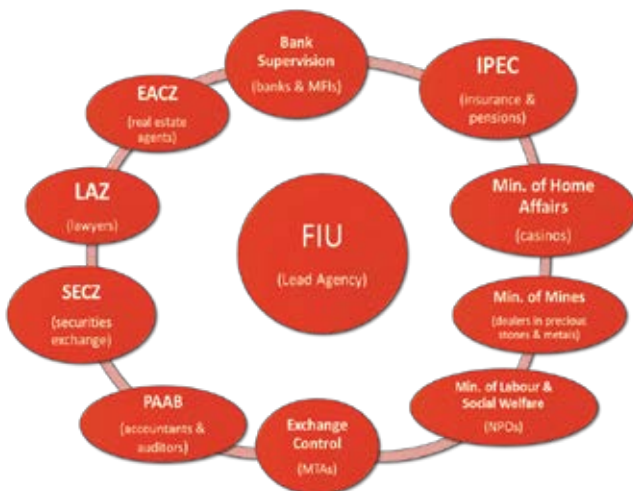 Bank
Supervision
(banks & MFIs)
IPEC
(insurance &
pensions)
Min. of Home
Affairs
(casinos)
Min. of Mines
(dealers in precious
stones & metals)
Min. of Labour &
Social Welfare
(NPOs)
Exchange
Control
(MTAs)
PAAB
(accountants &
auditors)
SECZ
(securities
exchange)
LAZ
(lawyers)
EACZ
(real estate
agents)
FIU
(Lead Agency)